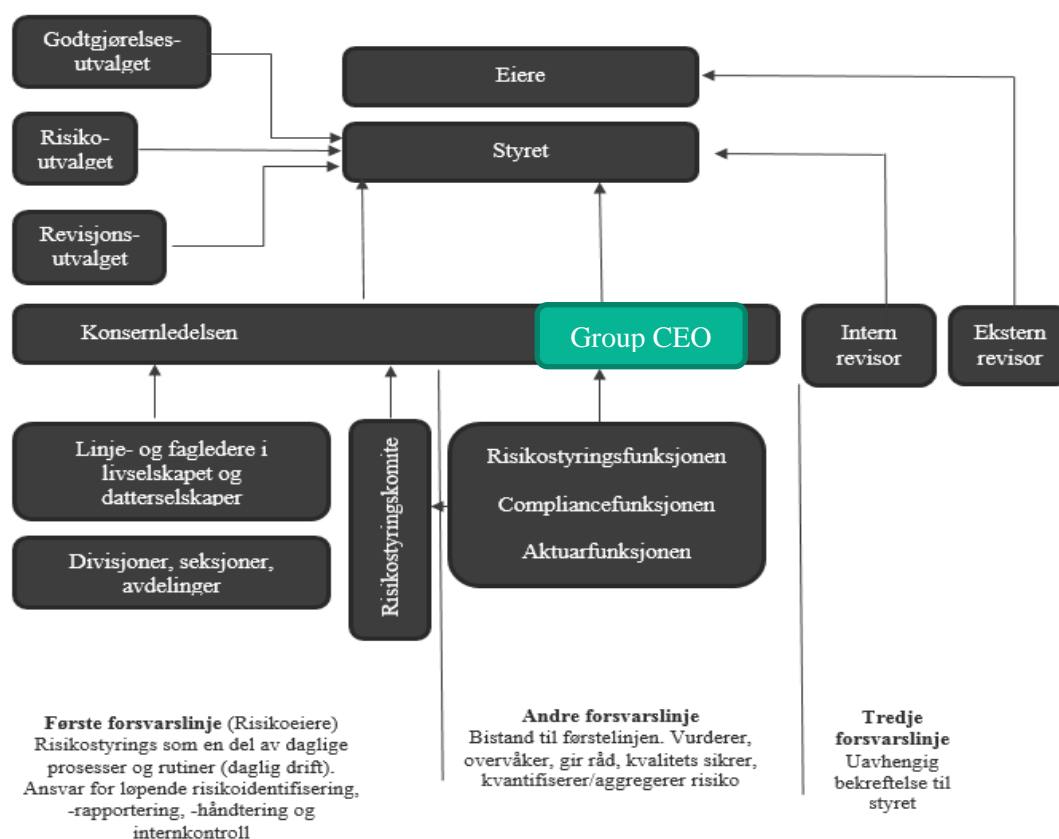 Godtgjørelses-
utvalget
Eiere
Risiko-
utvalget
Styret
Revisjons-
utvalget
Konsernledelsen
Group CEO
Intern
revisor
Ekstern
revisor
Linje- og fagledere i
livselskapet og
datterselskaper
Divisjoner, seksjoner,
avdelinger
Risikostyringskomite
Risikostyringsfunksjonen
Compliancefunksjonen
Aktuarfunksjonen
Første forsvarslinje (Risikoeiere)
Risikostyrings som en del av daglige
prosesser og rutiner (daglig drift).
Ansvar for løpende risikoidentifisering,
-rapportering, -håndtering og
internkontroll
Andre forsvarslinje
Bistand til førstelinjen. Vurderer,
overvåker, gir råd, kvalitets sikrer,
kvantifiserer/aggregerer risiko
Tredje
forsvarslinje
Uavhengig
bekreftelse til
styret